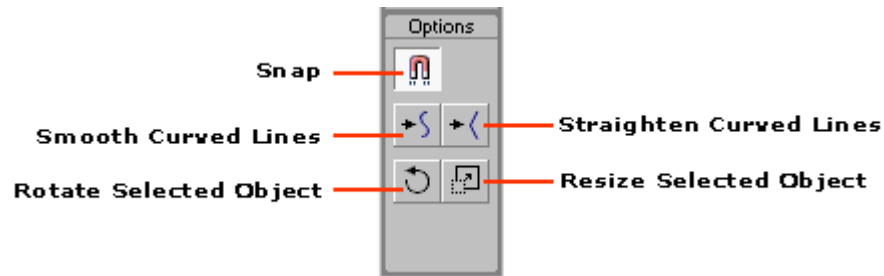 Options
Snap
Smooth Curved Lines
Straighten Curved Lines
Rotate Selected Object
Resize Selected Object